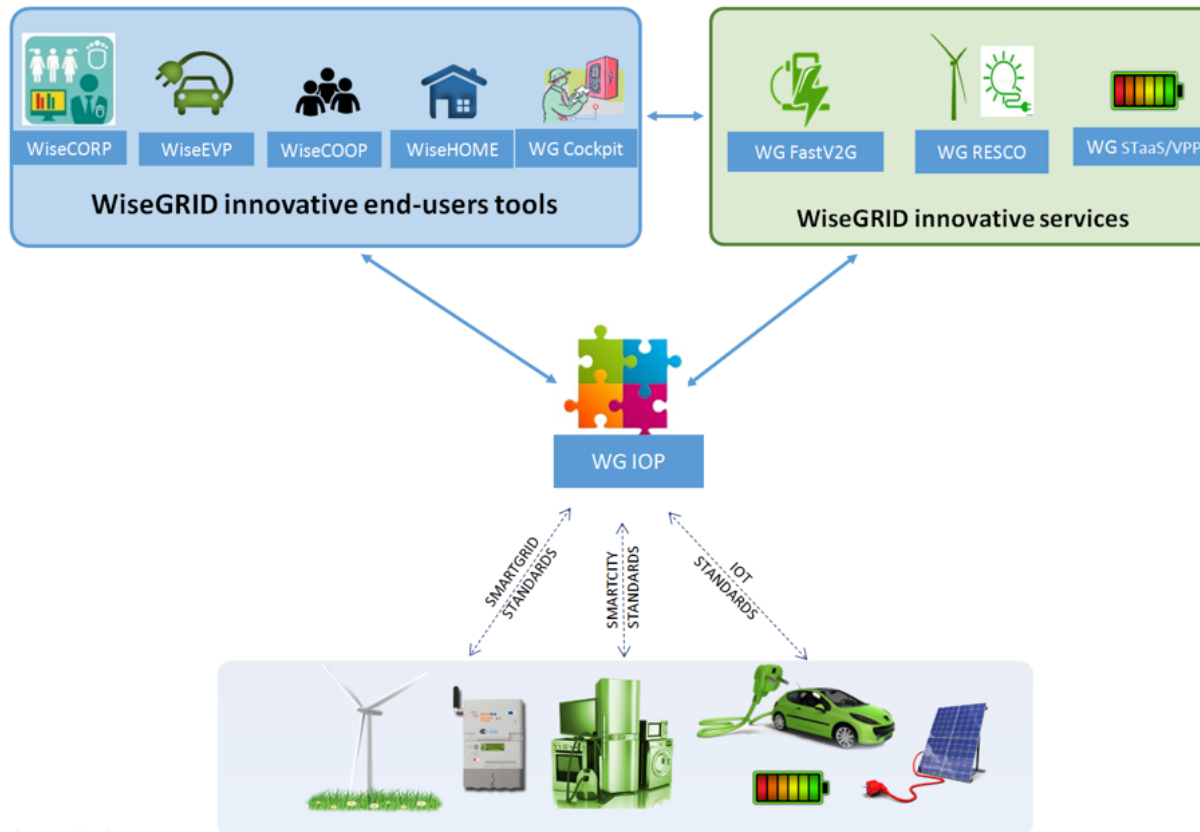 WiseCORP
WiseEVP
WiseCOOP
WiseHOME
WG Cockpit
WiseGRID innovative end-users tools
WG FastV2G
WG RESCO
WG STaaS/VPP
WiseGRID innovative services
WG IOP
SMARTGRID
STANDARDS
SMARTCITY
STANDARDS
IOT
STANDARDS